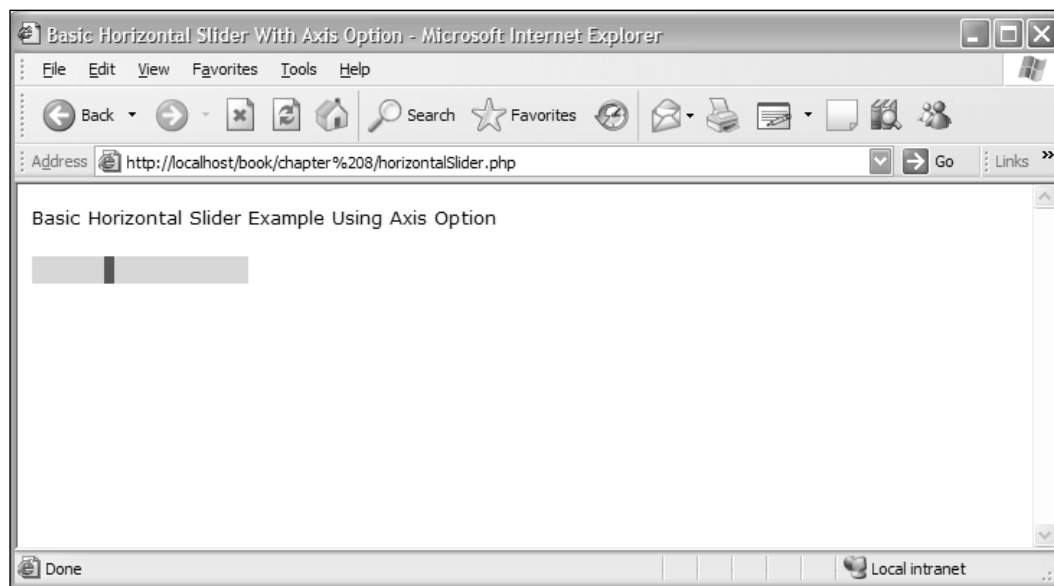 Basic Horizontal Slider With Axis Option - Microsoft Internet Explorer
File Edit View Favorites Tools Help
Back Search Favorites
Address http://localhost/book/chapter%208/horizontalSlider.php Go Links »
Basic Horizontal Slider Example Using Axis Option
Done Local intranet